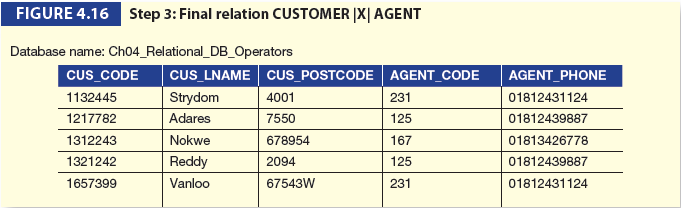 FIGURE 4.16 Step 3: Final relation CUSTOMER |X| AGENT
Database name: Ch04_Relational_DB_Operators
CUS_CODE CUS_LNAME CUS_POSTCODE AGENT_CODE AGENT_PHONE
1132445 Strydom 4001 231 01812431124
1217782 Adares 7550 125 01812439887
1312243 Nokwe 678954 167 01813426778
1321242 Reddy 2094 125 01812439887
1657399 Vanloo 67543W 231 01812431124